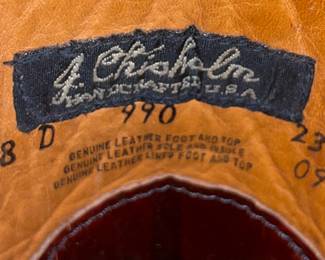 J. Chisholm
HANDCRAFTED U.S.A
8 D 990 23
09
GENUINE LEATHER FOOT AND TOP
GENUINE LEATHER SOLE AND INSOLE
GENUINE LEATHER LINED FOOT AND TOP